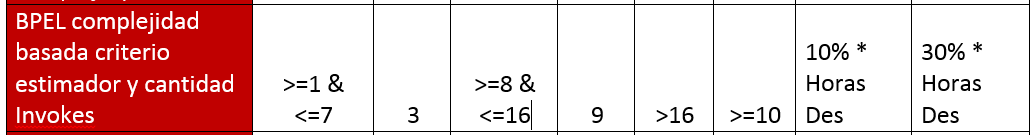 BPEL complejidad
basada criterio
estimador y cantidad
Invokes
>=1 &
<=7
3
>=8 &
<=16
9
>16
>=10
10% *
Horas
Des
30% *
Horas
Des